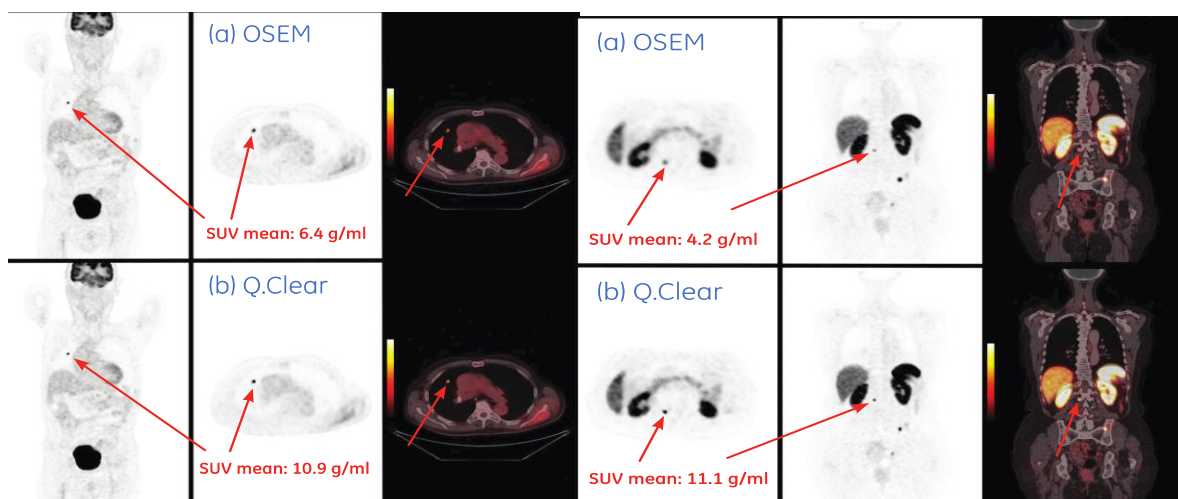 (a) OSEM
SUV mean: 6.4 g/ml
(b) Q.Clear
SUV mean: 10.9 g/ml
(a) OSEM
SUV mean: 4.2 g/ml
(b) Q.Clear
SUV mean: 11.1 g/ml